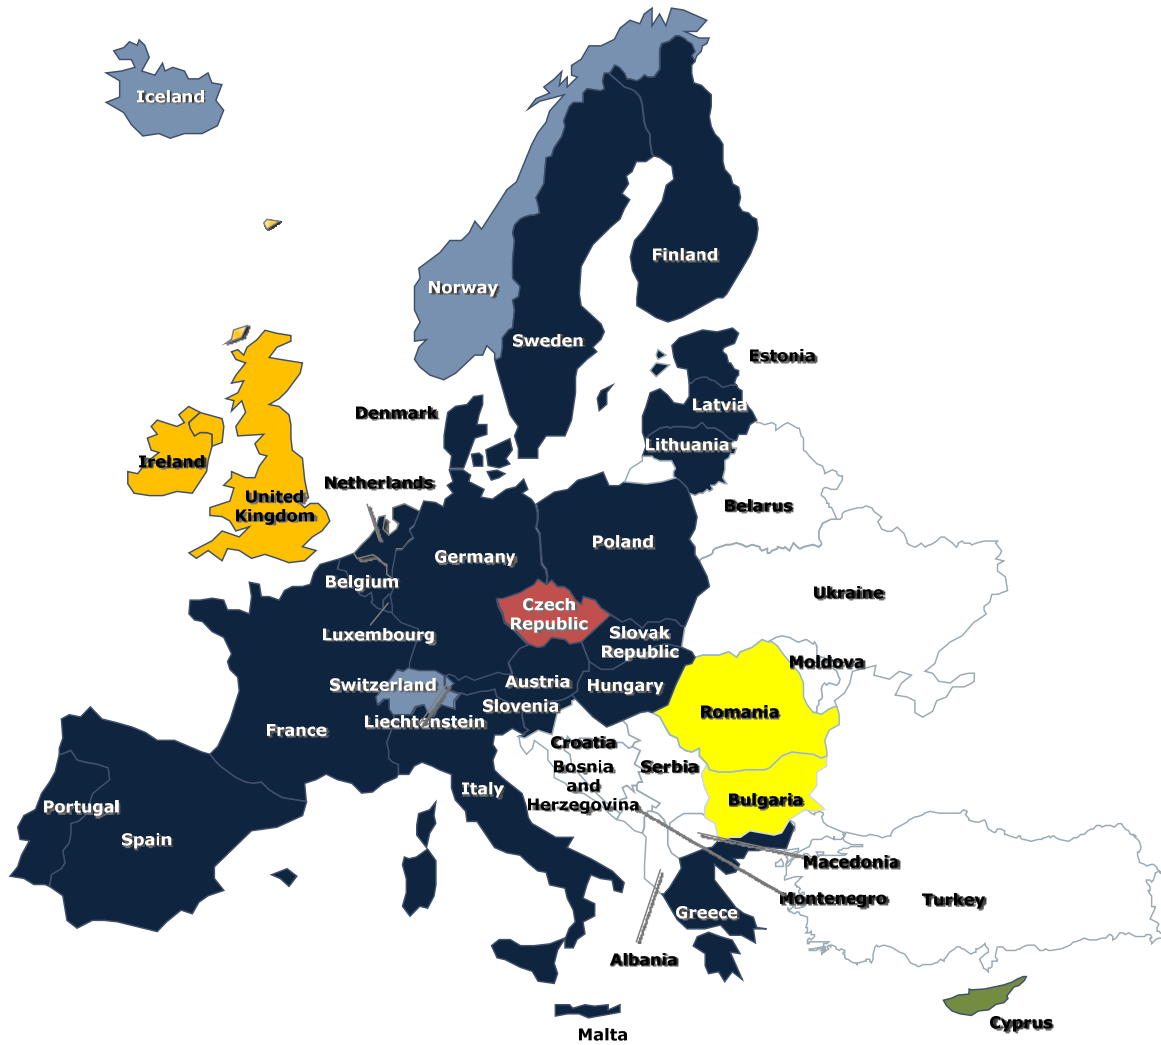 Iceland
Finland
Norway
Sweden
Estonia
Denmark
Latvia
Lithuania
Ireland
Netherlands
United
Kingdom
Belarus
Poland
Germany
Belgium
Ukraine
Czech
Republic
Luxembourg
Slovak
Republic
Moldova
Switzerland
Austria
Hungary
Slovenia
Romania
Liechtenstein
France
Croatia
Bosnia
and
Herzegovina
Serbia
Italy
Bulgaria
Portugal
Spain
Macedonia
Montenegro
Turkey
Greece
Albania
Cyprus
Malta